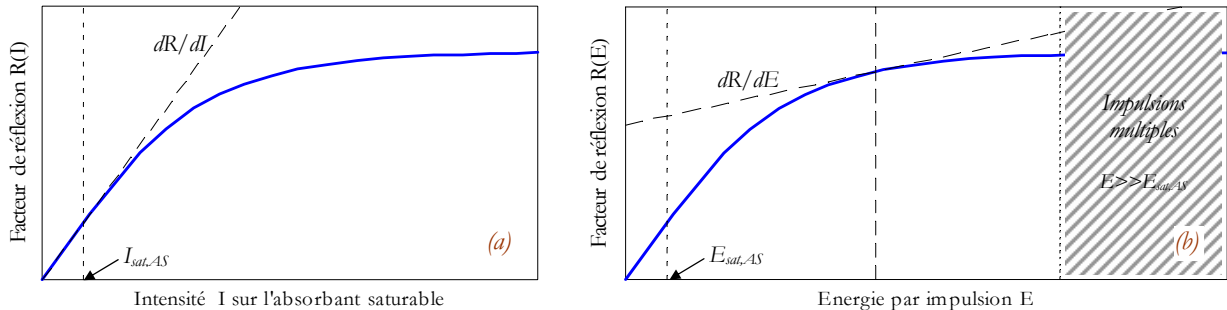 Facteur de réflexion R(I)
dR/dI
I_sat,AS
(a)
Intensité I sur l'absorbant saturable
Facteur de réflexion R(E)
dR/dE
E_sat,AS
Impulsions
multiples
E>>E_sat,AS
(b)
Energie par impulsion E